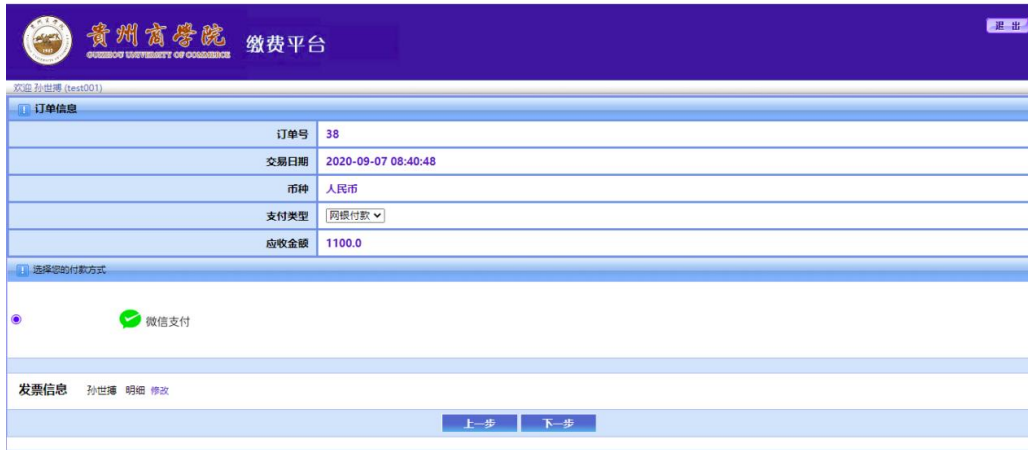 貴州商學院 缴费平台 退 出
GUIZHOU UNIVERSITY OF COMMERCE
欢迎 孙世搏 (test001)
订单信息
订单号 38
交易日期 2020-09-07 08:40:48
币种 人民币
支付类型 网银付款
应收金额 1100.0
选择您的付款方式
微信支付
发票信息 孙世搏 明细 修改
上一步 下一步